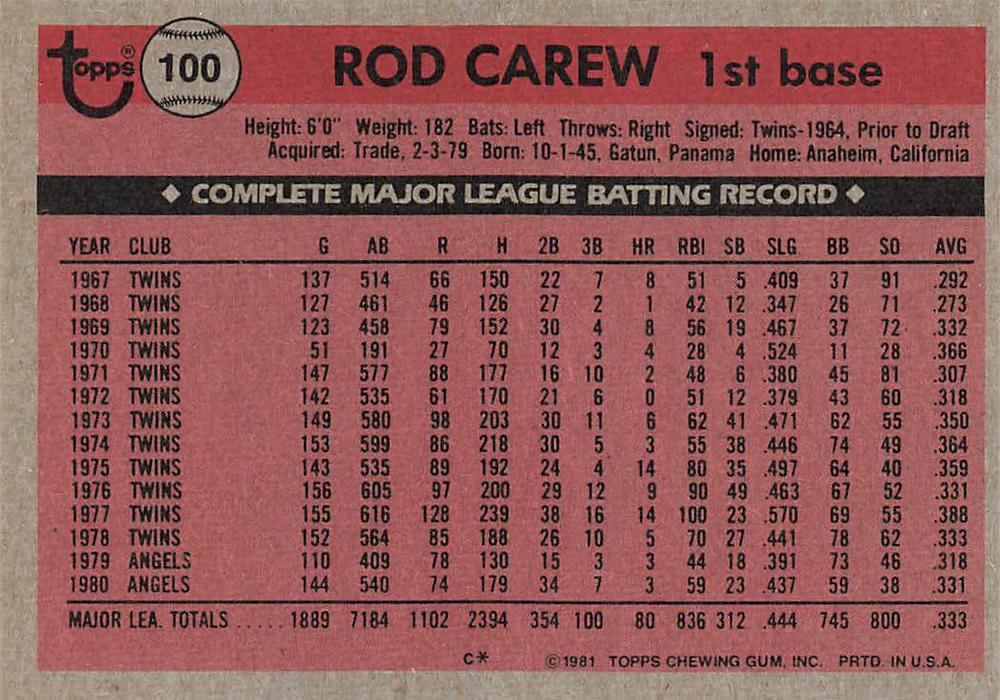 topps® 100 ROD CAREW 1st base
Height: 6'0" Weight: 182 Bats: Left Throws: Right Signed: Twins-1964, Prior to Draft
Acquired: Trade, 2-3-79 Born: 10-1-45, Gatun, Panama Home: Anaheim, California
◆ COMPLETE MAJOR LEAGUE BATTING RECORD ◆
YEAR CLUB G AB R H 2B 3B HR RBI SB SLG. BB SO AVG
1967 TWINS 137 514 66 150 22 7 8 51 5 .409 37 91 .292
1968 TWINS 127 461 46 126 27 2 1 42 12 .347 26 71 .273
1969 TWINS 123 458 79 152 30 4 8 56 19 .467 37 72 .332
1970 TWINS 51 191 27 70 12 3 4 28 4 .524 11 28 .366
1971 TWINS 147 577 88 177 16 10 2 48 6 .380 45 81 .307
1972 TWINS 142 535 61 170 21 6 0 51 12 .379 43 60 .318
1973 TWINS 149 580 98 203 30 11 6 62 41 .471 62 55 .350
1974 TWINS 153 599 86 218 30 5 3 55 38 .446 74 49 .364
1975 TWINS 143 535 89 192 24 4 14 80 35 .497 64 40 .359
1976 TWINS 156 605 97 200 29 12 9 90 49 .463 67 52 .331
1977 TWINS 155 616 128 239 38 16 14 100 23 .570 69 55 .388
1978 TWINS 152 564 85 188 26 10 5 70 27 .441 78 62 .333
1979 ANGELS 110 409 78 130 15 3 3 44 18 .391 73 46 .318
1980 ANGELS 144 540 74 179 34 7 3 59 23 .437 59 38 .331
MAJOR LEA. TOTALS ..... 1889 7184 1102 2394 354 100 80 836 312 .444 745 800 .333
C* ©1981 TOPPS CHEWING GUM, INC. PRTD. IN U.S.A.